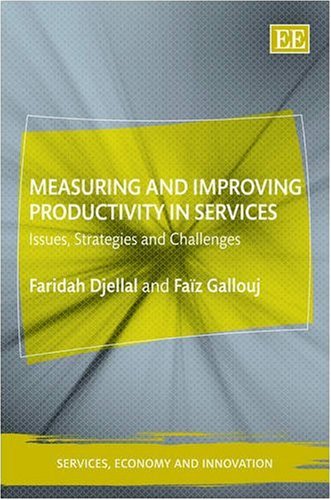 EE
MEASURING AND IMPROVING
PRODUCTIVITY IN SERVICES
Issues, Strategies and Challenges
Faridah Djellal and Faïz Gallouj
SERVICES, ECONOMY AND INNOVATION